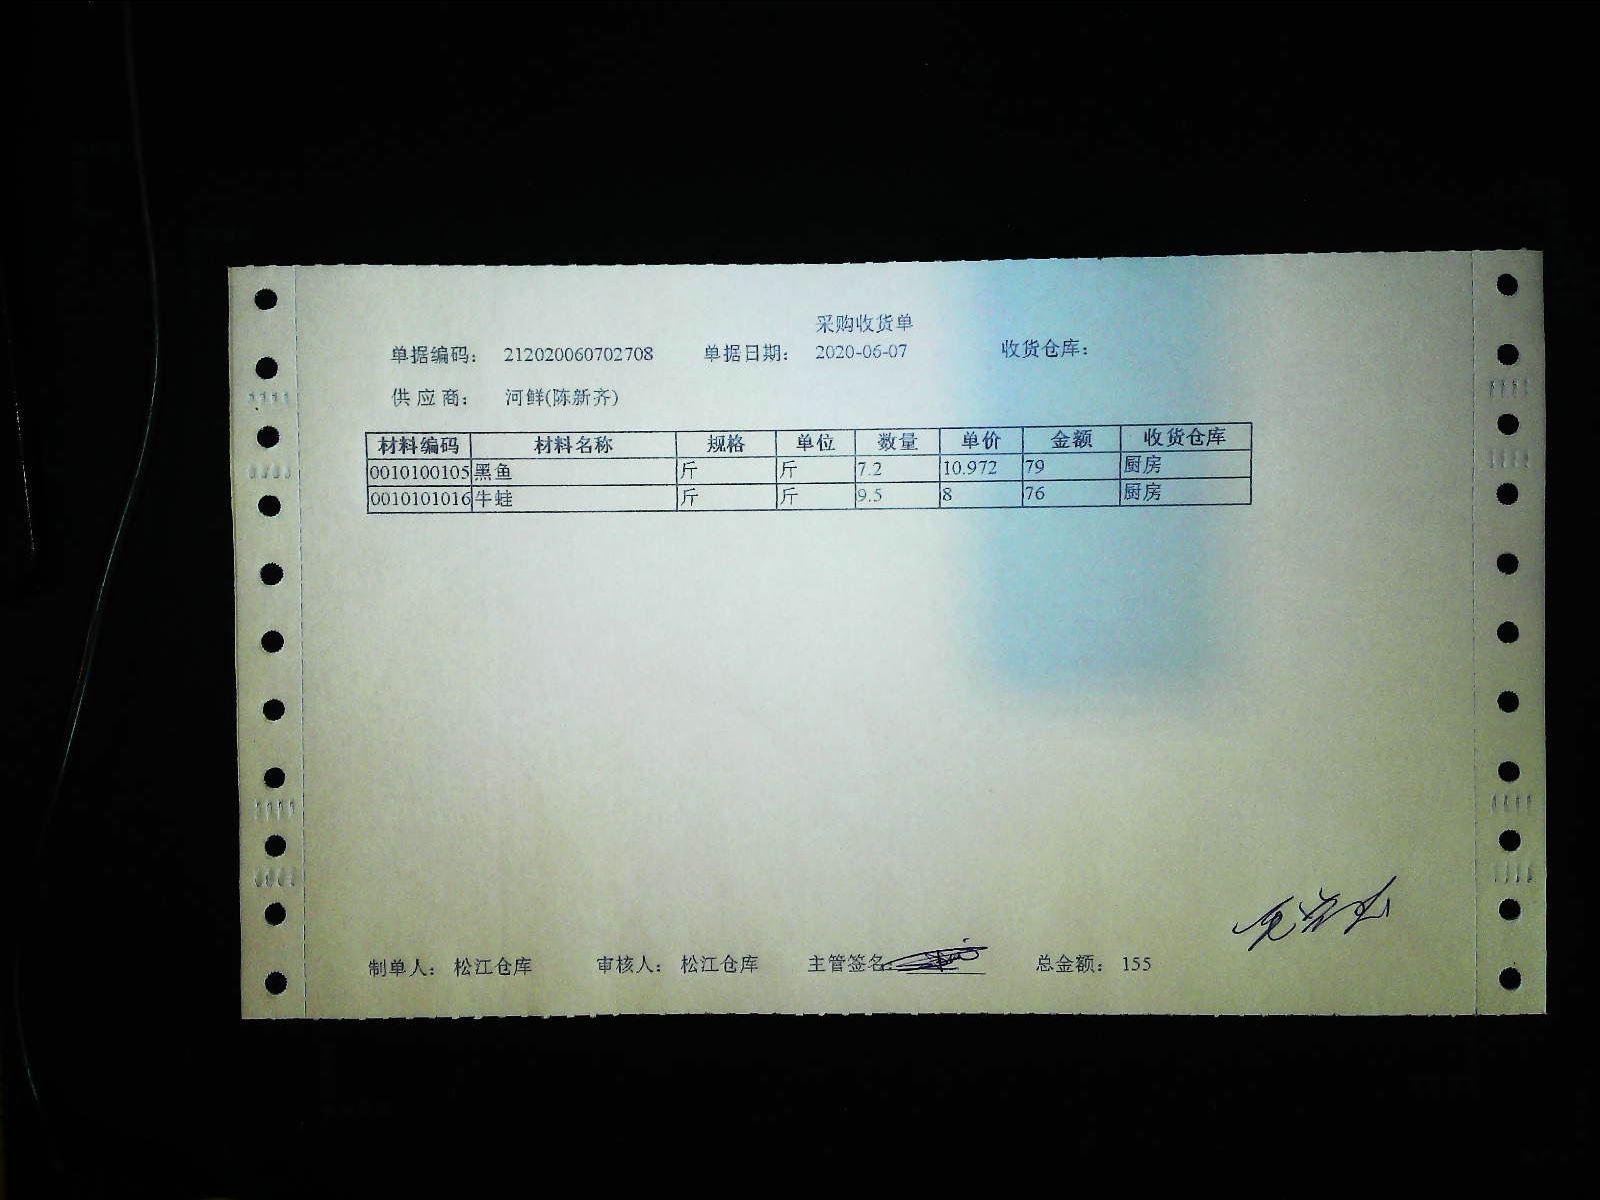 采购收货单
单据编码： 212020060702708 单据日期： 2020-06-07 收货仓库：
供 应 商： 河鲜(陈新齐)
材料编码 材料名称 规格 单位 数量 单价 金额 收货仓库
0010100105 黑鱼 斤 斤 7.2 10.972 79 厨房
0010101016 牛蛙 斤 斤 9.5 8 76 厨房
制单人： 松江仓库 审核人： 松江仓库 主管签名： 总金额： 155